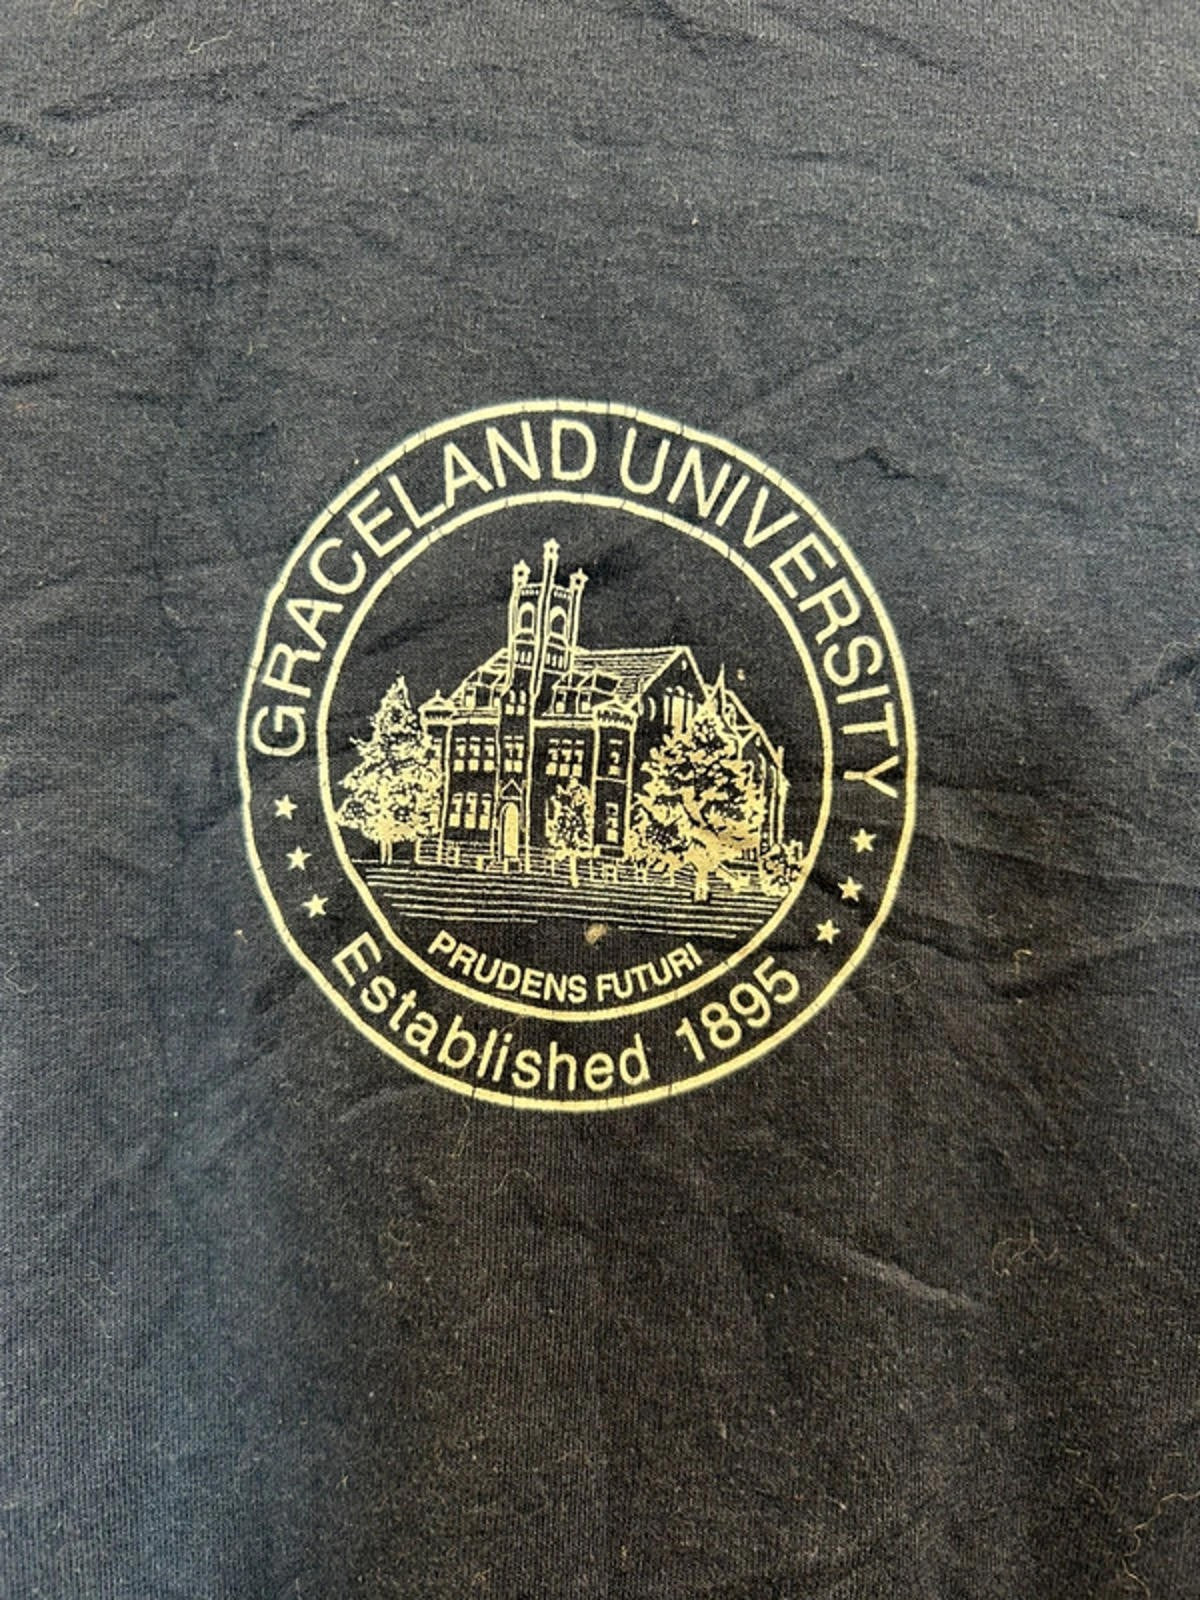 GRACELAND UNIVERSITY
PRUDENS FUTURI
Established 1895